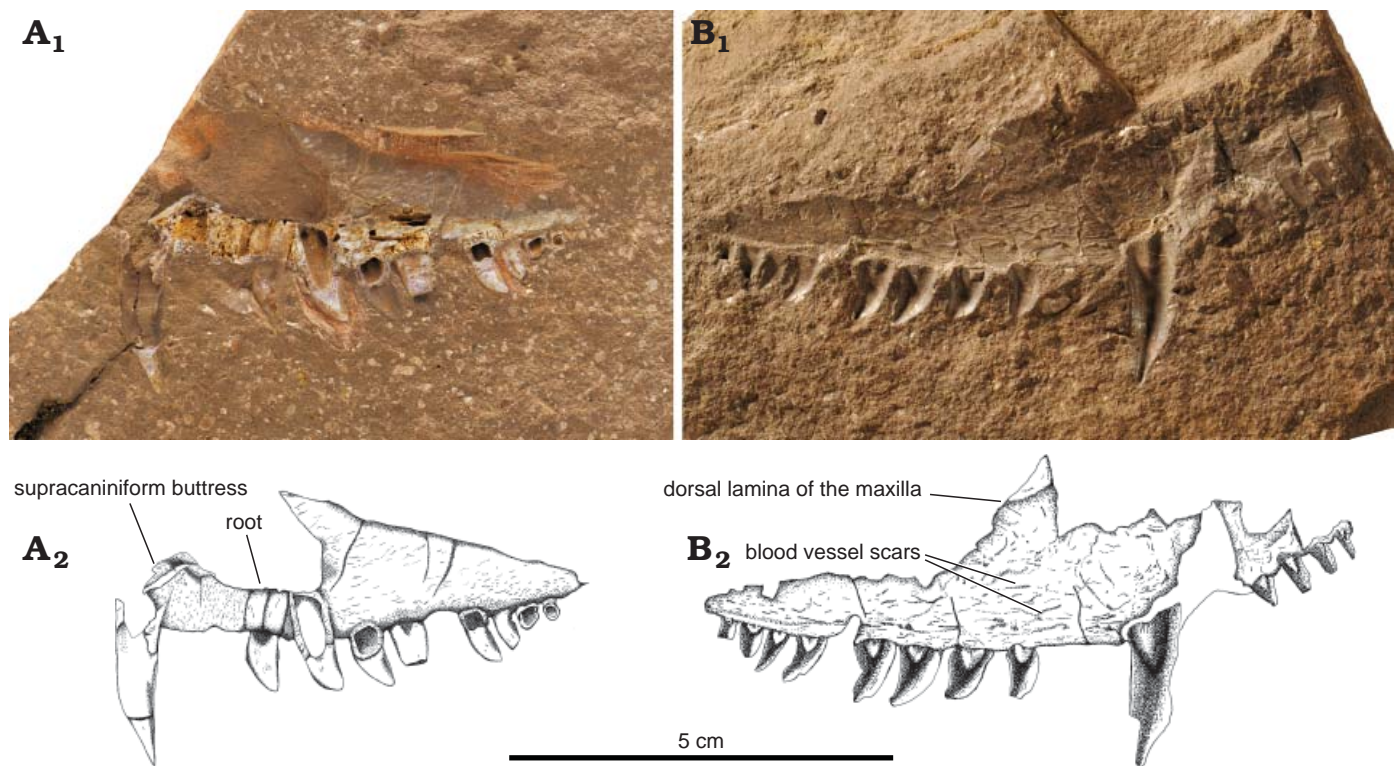 A1
B1
supracaniniform buttress
root
A2
dorsal lamina of the maxilla
B2
blood vessel scars
5 cm